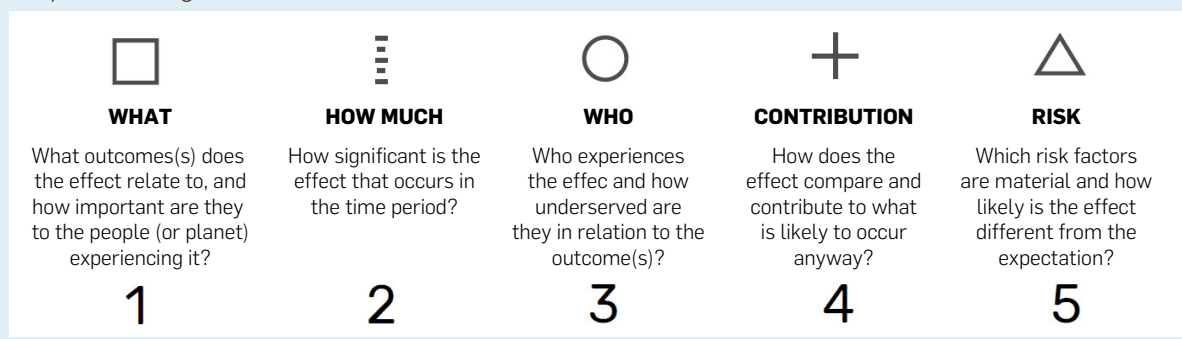 WHAT
What outcomes(s) does
the effect relate to, and
how important are they
to the people (or planet)
experiencing it?
1
HOW MUCH
How significant is the
effect that occurs in
the time period?
2
WHO
Who experiences
the effec and how
underserved are
they in relation to the
outcome(s)?
3
CONTRIBUTION
How does the
effect compare and
contribute to what
is likely to occur
anyway?
4
RISK
Which risk factors
are material and how
likely is the effect
different from the
expectation?
5